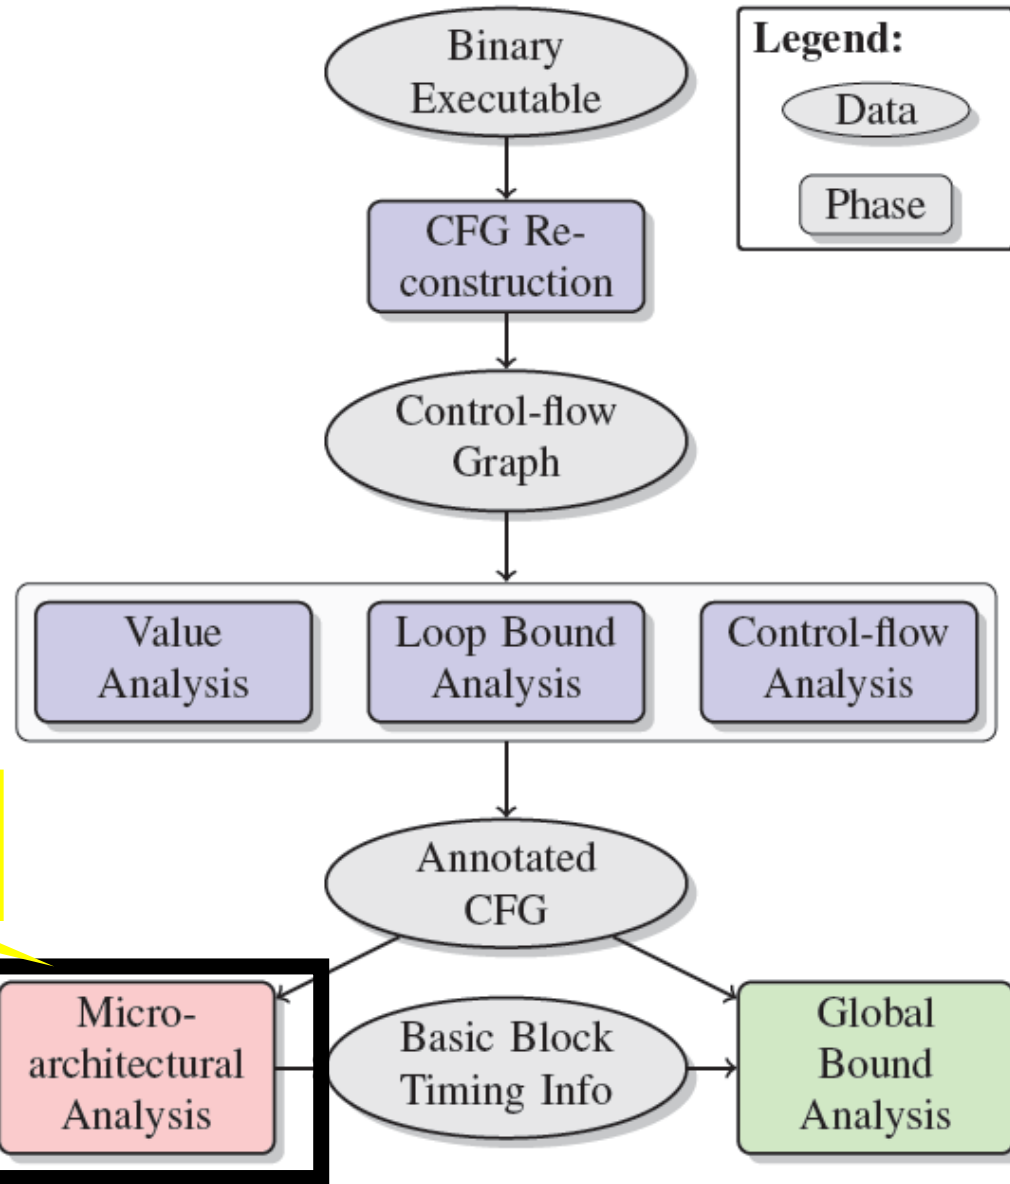 Binary
Executable
Legend:
Data
Phase
CFG Re-
construction
Control-flow
Graph
Value
Analysis
Loop Bound
Analysis
Control-flow
Analysis
Annotated
CFG
Micro-
architectural
Analysis
Basic Block
Timing Info
Global
Bound
Analysis